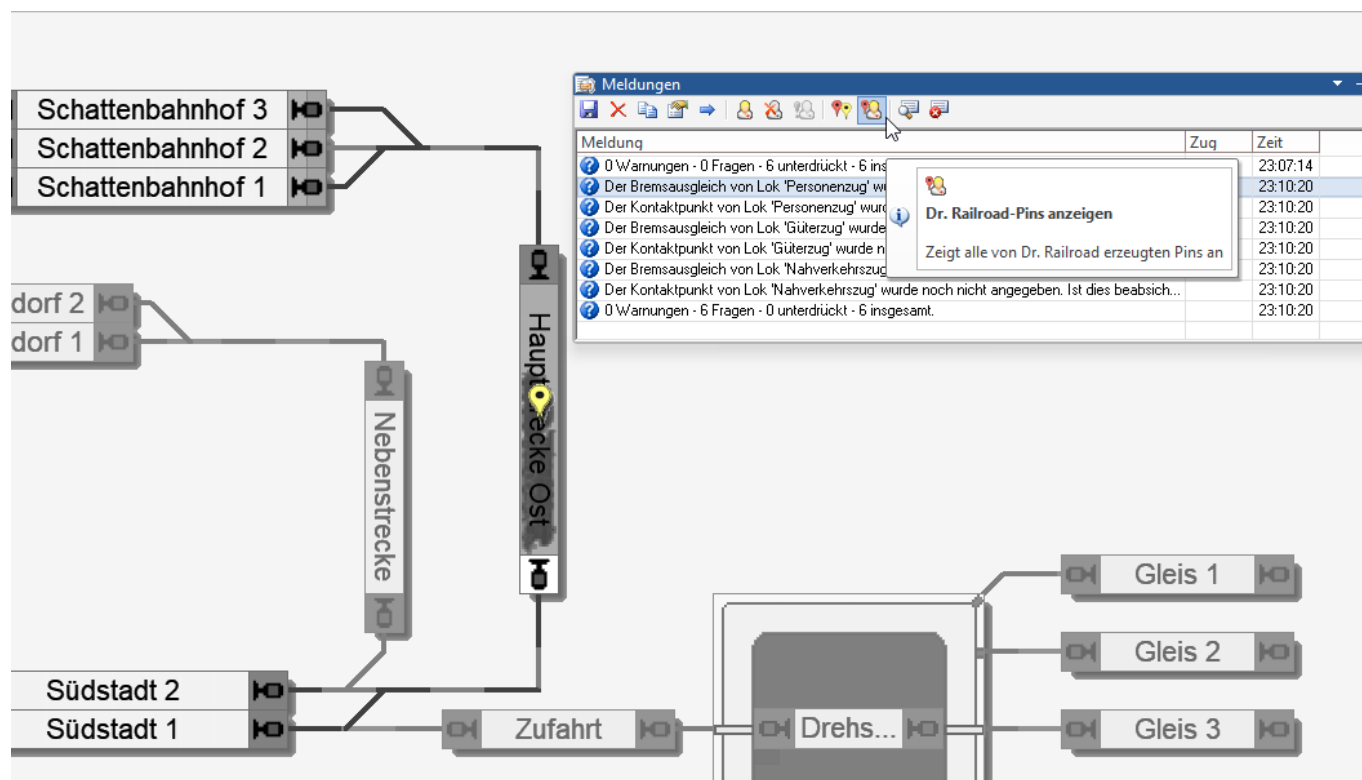 Meldungen
Meldung Zug Zeit
0 Warnungen - 0 Fragen - 6 unterdrückt - 6 ins 23:07:14
Der Bremsausgleich von Lok 'Personenzug' 23:10:20
Der Kontaktpunkt von Lok 'Personenzug' 23:10:20
Der Bremsausgleich von Lok 'Güterzug' wurde 23:10:20
Der Kontaktpunkt von Lok 'Güterzug' wurde n 23:10:20
Der Bremsausgleich von Lok 'Nahverkehrszug 23:10:20
Der Kontaktpunkt von Lok 'Nahverkehrszug' wurde noch nicht angegeben. Ist dies beabsich... 23:10:20
0 Warnungen - 6 Fragen - 0 unterdrückt - 6 insgesamt. 23:10:20
Dr. Railroad-Pins anzeigen
Zeigt alle von Dr. Railroad erzeugten Pins an
Schattenbahnhof 3
Schattenbahnhof 2
Schattenbahnhof 1
dorf 2
dorf 1
Nebenstrecke
Ost
Südstadt 2
Südstadt 1
Zufahrt
Drehs...
Gleis 1
Gleis 2
Gleis 3